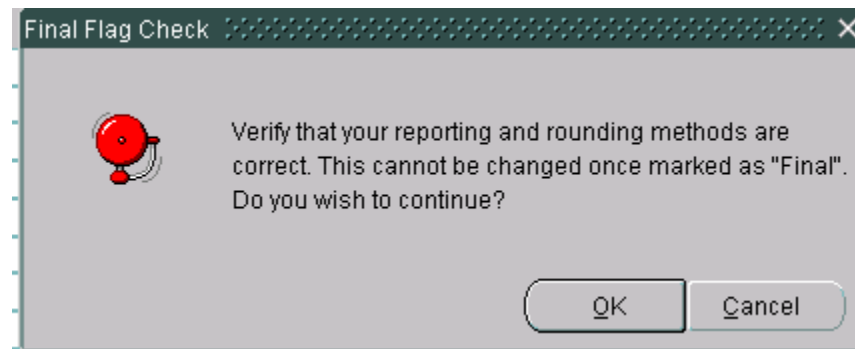 Final Flag Check
Verify that your reporting and rounding methods are
correct. This cannot be changed once marked as "Final".
Do you wish to continue?
OK
Cancel